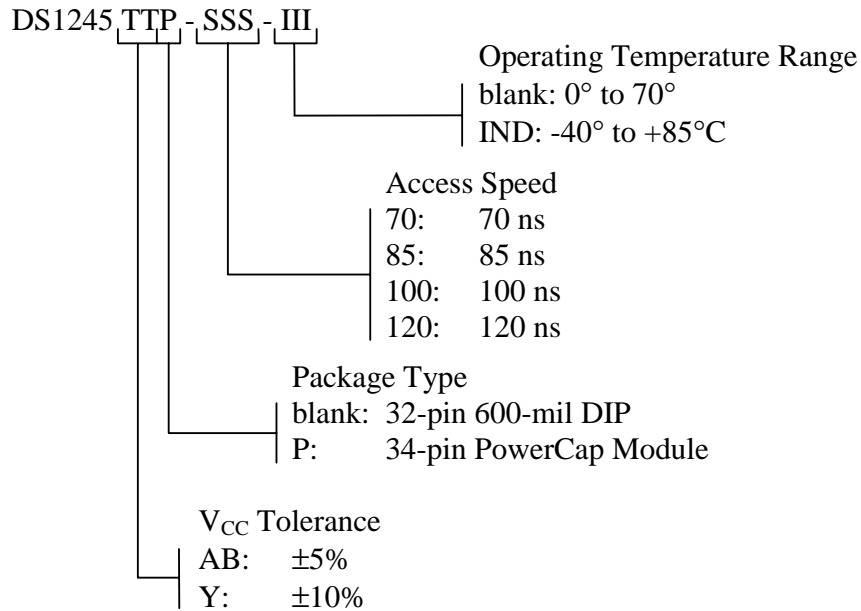 DS1245 TTP - SSS - III
Operating Temperature Range
blank: 0° to 70°
IND: -40° to +85°C
Access Speed
70: 70 ns
85: 85 ns
100: 100 ns
120: 120 ns
Package Type
blank: 32-pin 600-mil DIP
P: 34-pin PowerCap Module
VCC Tolerance
AB: ±5%
Y: ±10%